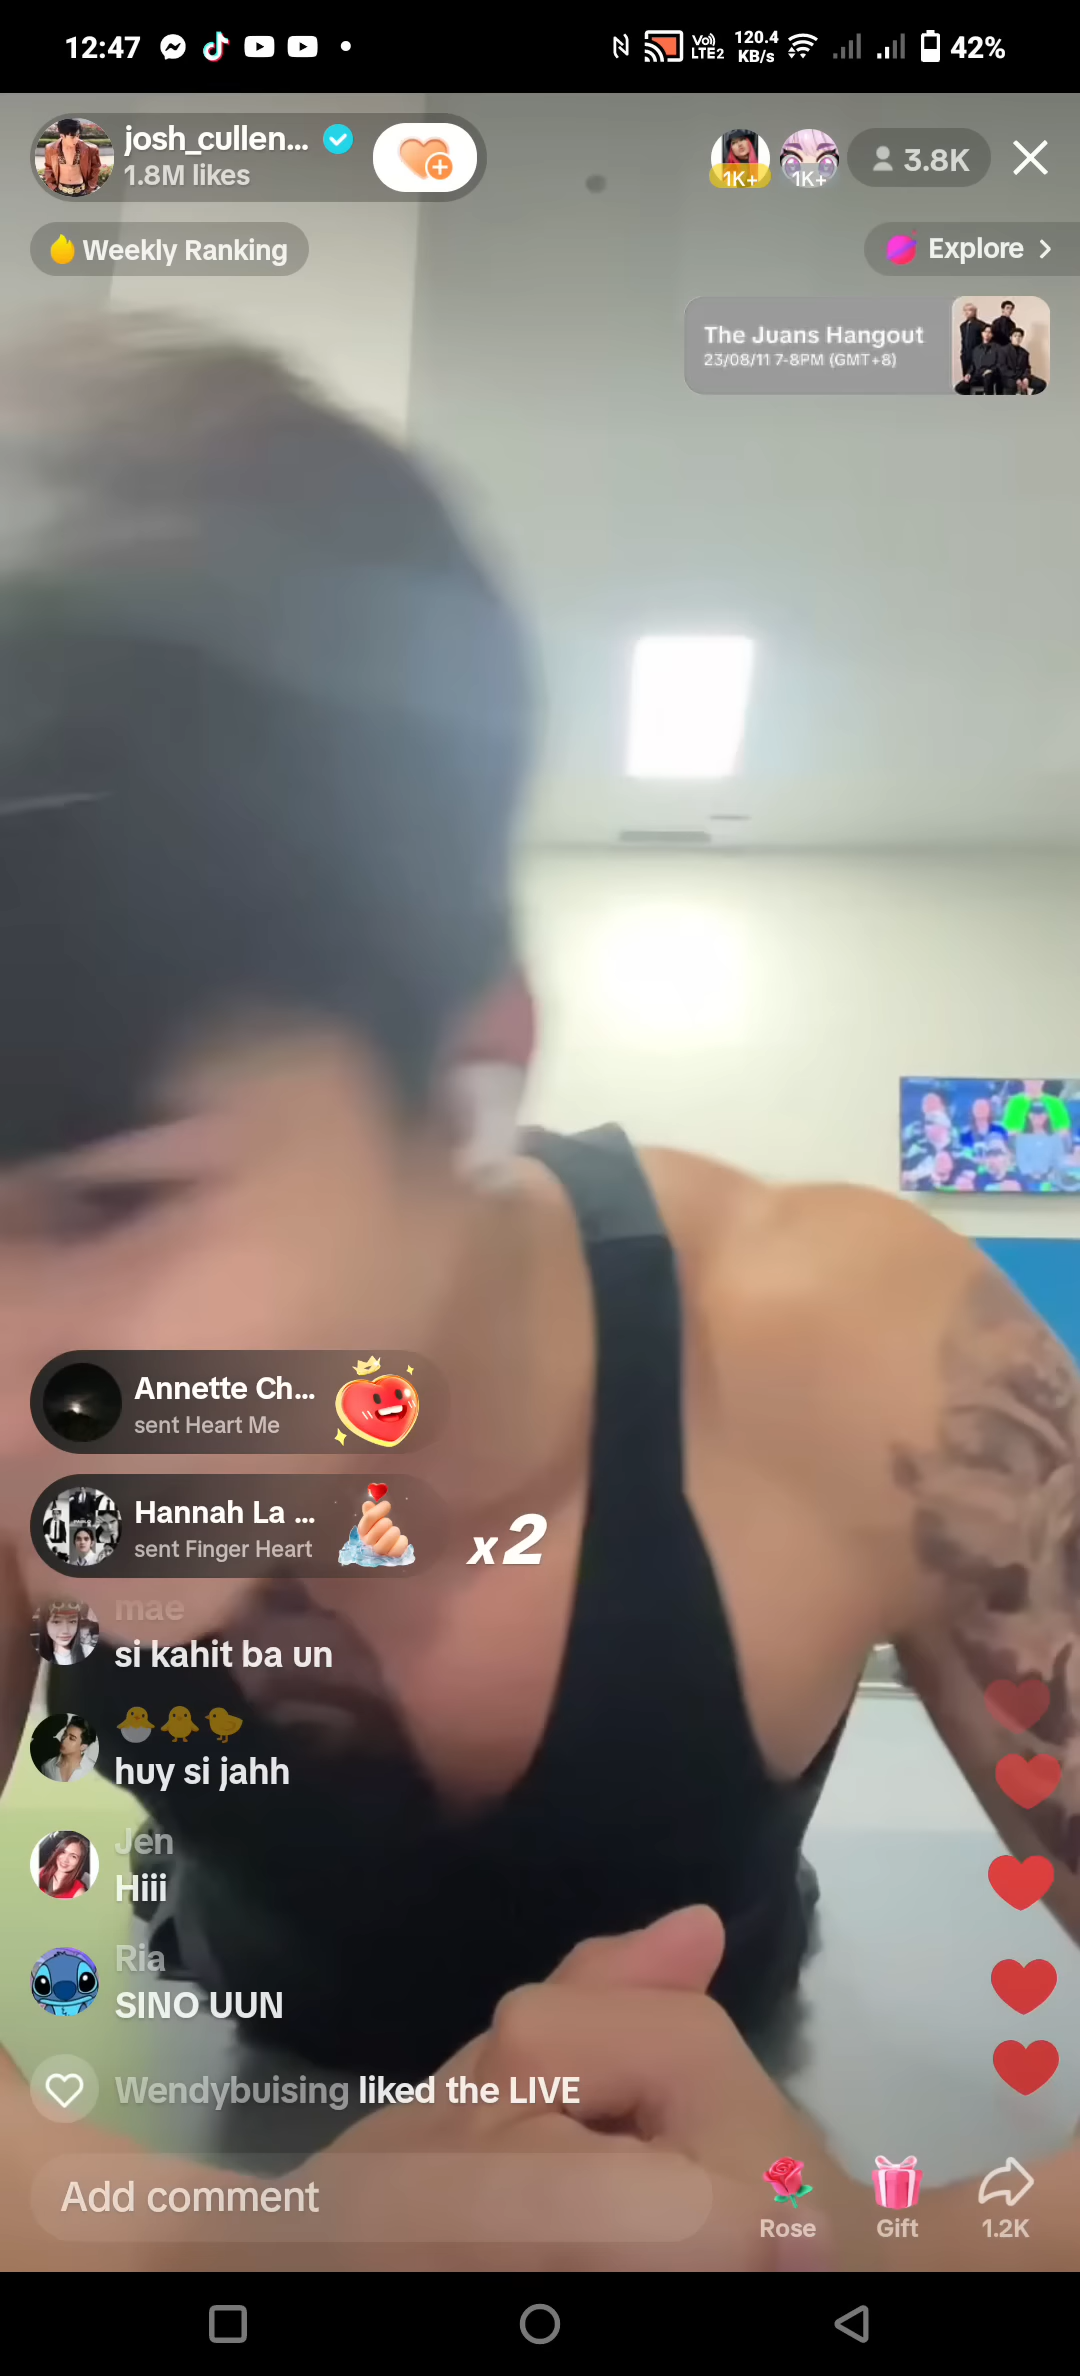 12:47
Vo))
LTE2
120.4
KB/s
42%
josh_cullen...
1.8M likes
1K+
1K+
3.8K
Weekly Ranking
Explore
The Juans Hangout
23/08/11 7-8PM (GMT+8)
Annette Ch...
sent Heart Me
Hannah La ...
sent Finger Heart
x2
mae
si kahit ba un
🐣🐥🐤
huy si jahh
Jen
Hiii
Ria
SINO UUN
Wendybuising liked the LIVE
Add comment
Rose
Gift
1.2K